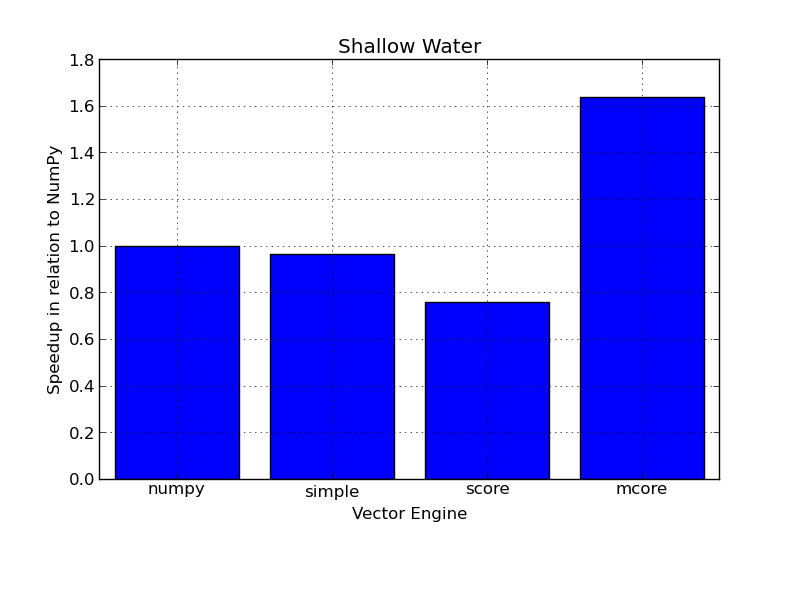 Shallow Water
Speedup in relation to NumPy
1.8
1.6
1.4
1.2
1.0
0.8
0.6
0.4
0.2
0.0
numpy simple score mcore
Vector Engine